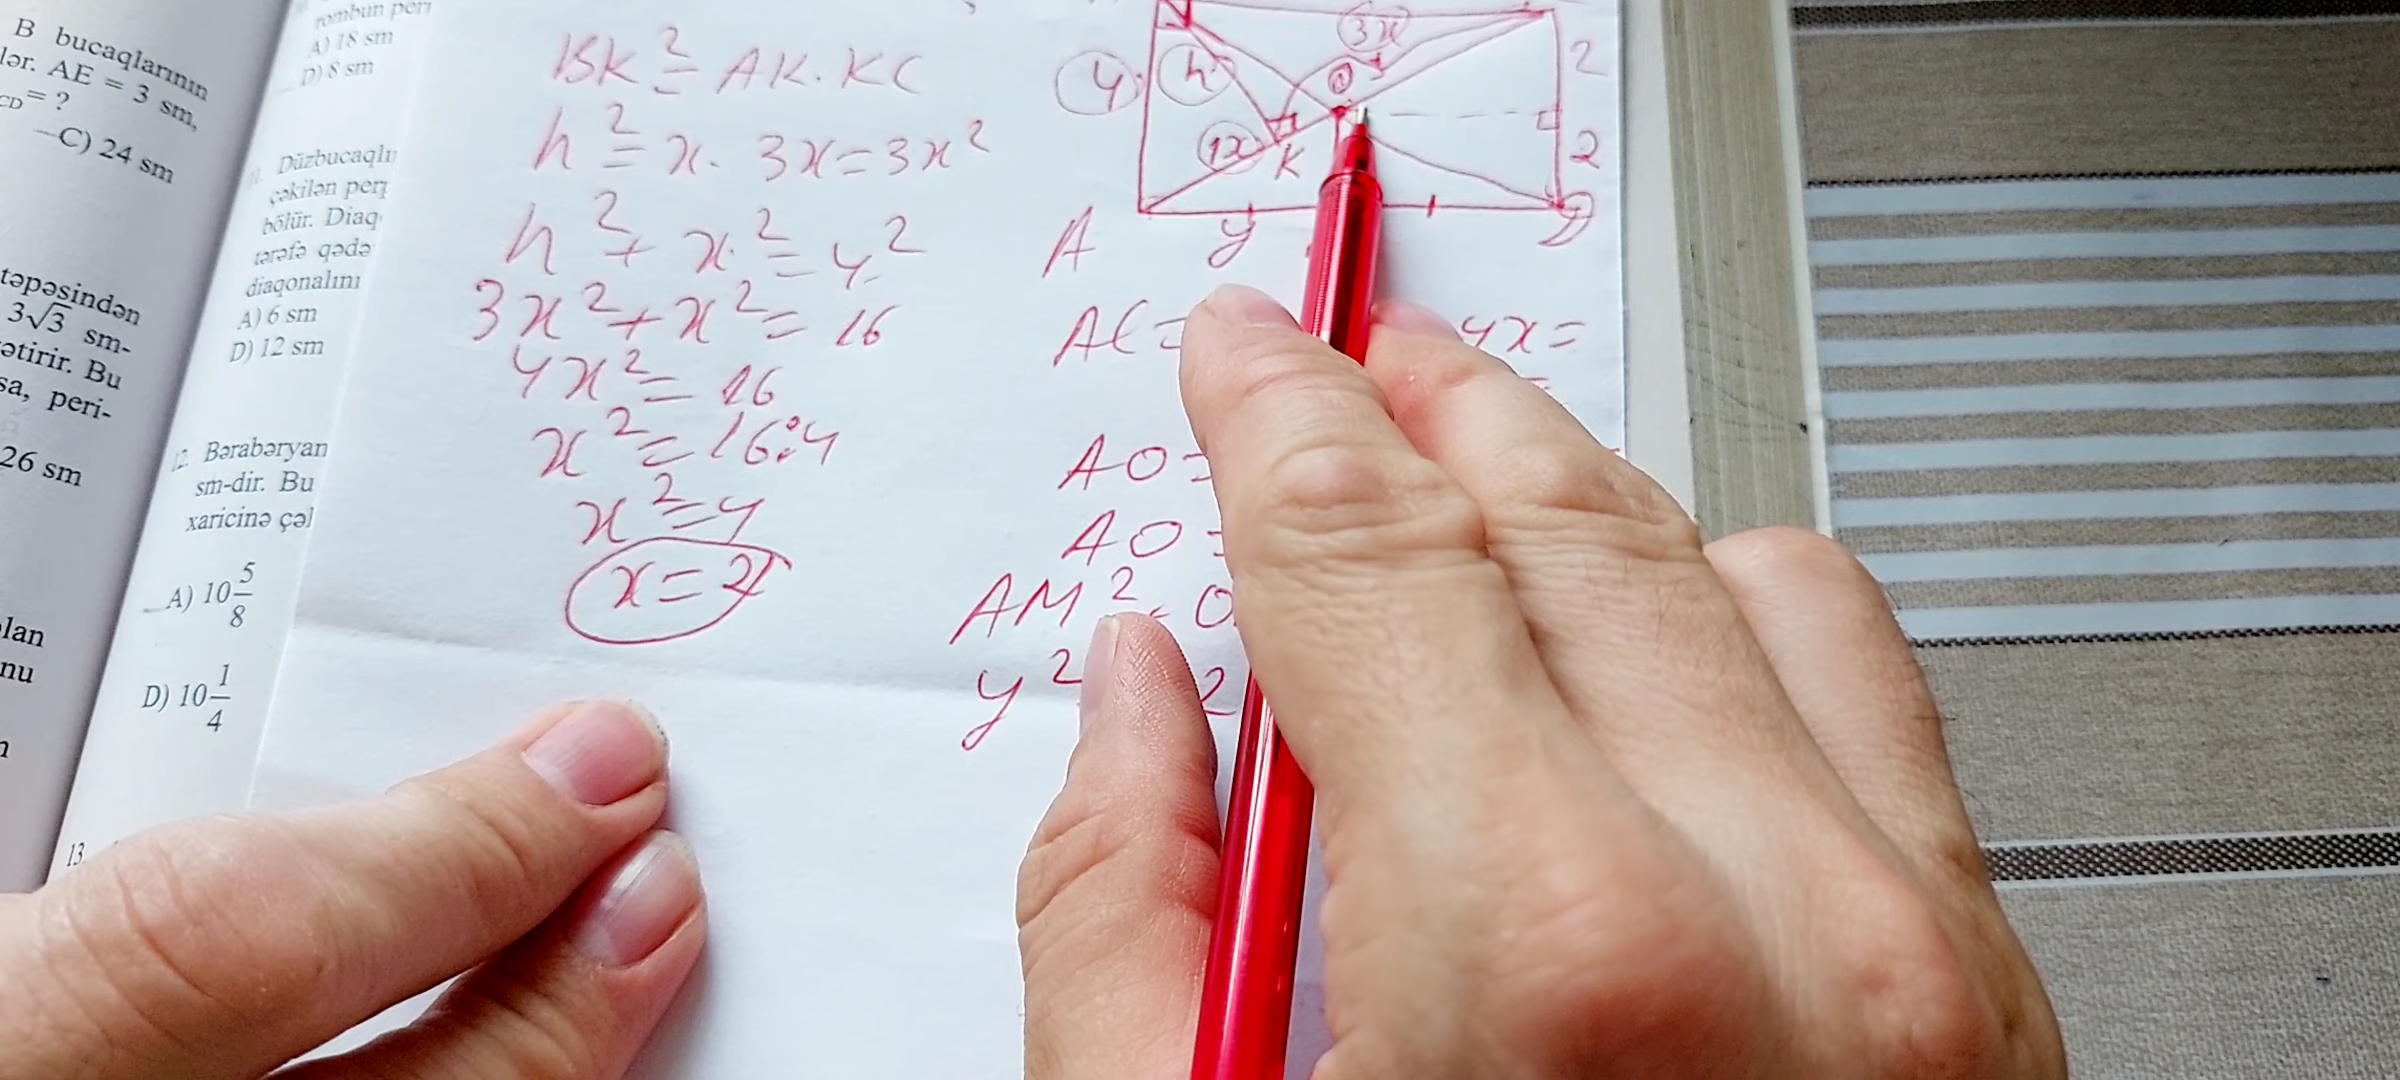 B bucaqlarının
lər. AE = 3 sm,
CD = ?
C) 24 sm
təpəsindən
3√3 sm-
ətirir. Bu
sa, peri-
26 sm
lan
nu
rombun peri
A) 18 sm
D) 8 sm
Düzbucaqlı
çəkilən perp
bölür. Diaq
tərəfə qədə
diaqonalını
A) 6 sm
D) 12 sm
12. Bərabəryan
sm-dir. Bu
xaricinə çəl
A) 10 5/8
D) 10 1/4
13.
BK² = AK · KC
h² = x · 3x = 3x²
h² + x² = 4²
3x² + x² = 16
4x² = 16
x² = 16:4
x² = 4
x = 2
3x
O
4
h
2
1x
K
2
A
y
D
AC =
4x =
AO =
AO =
AM²
y²
2